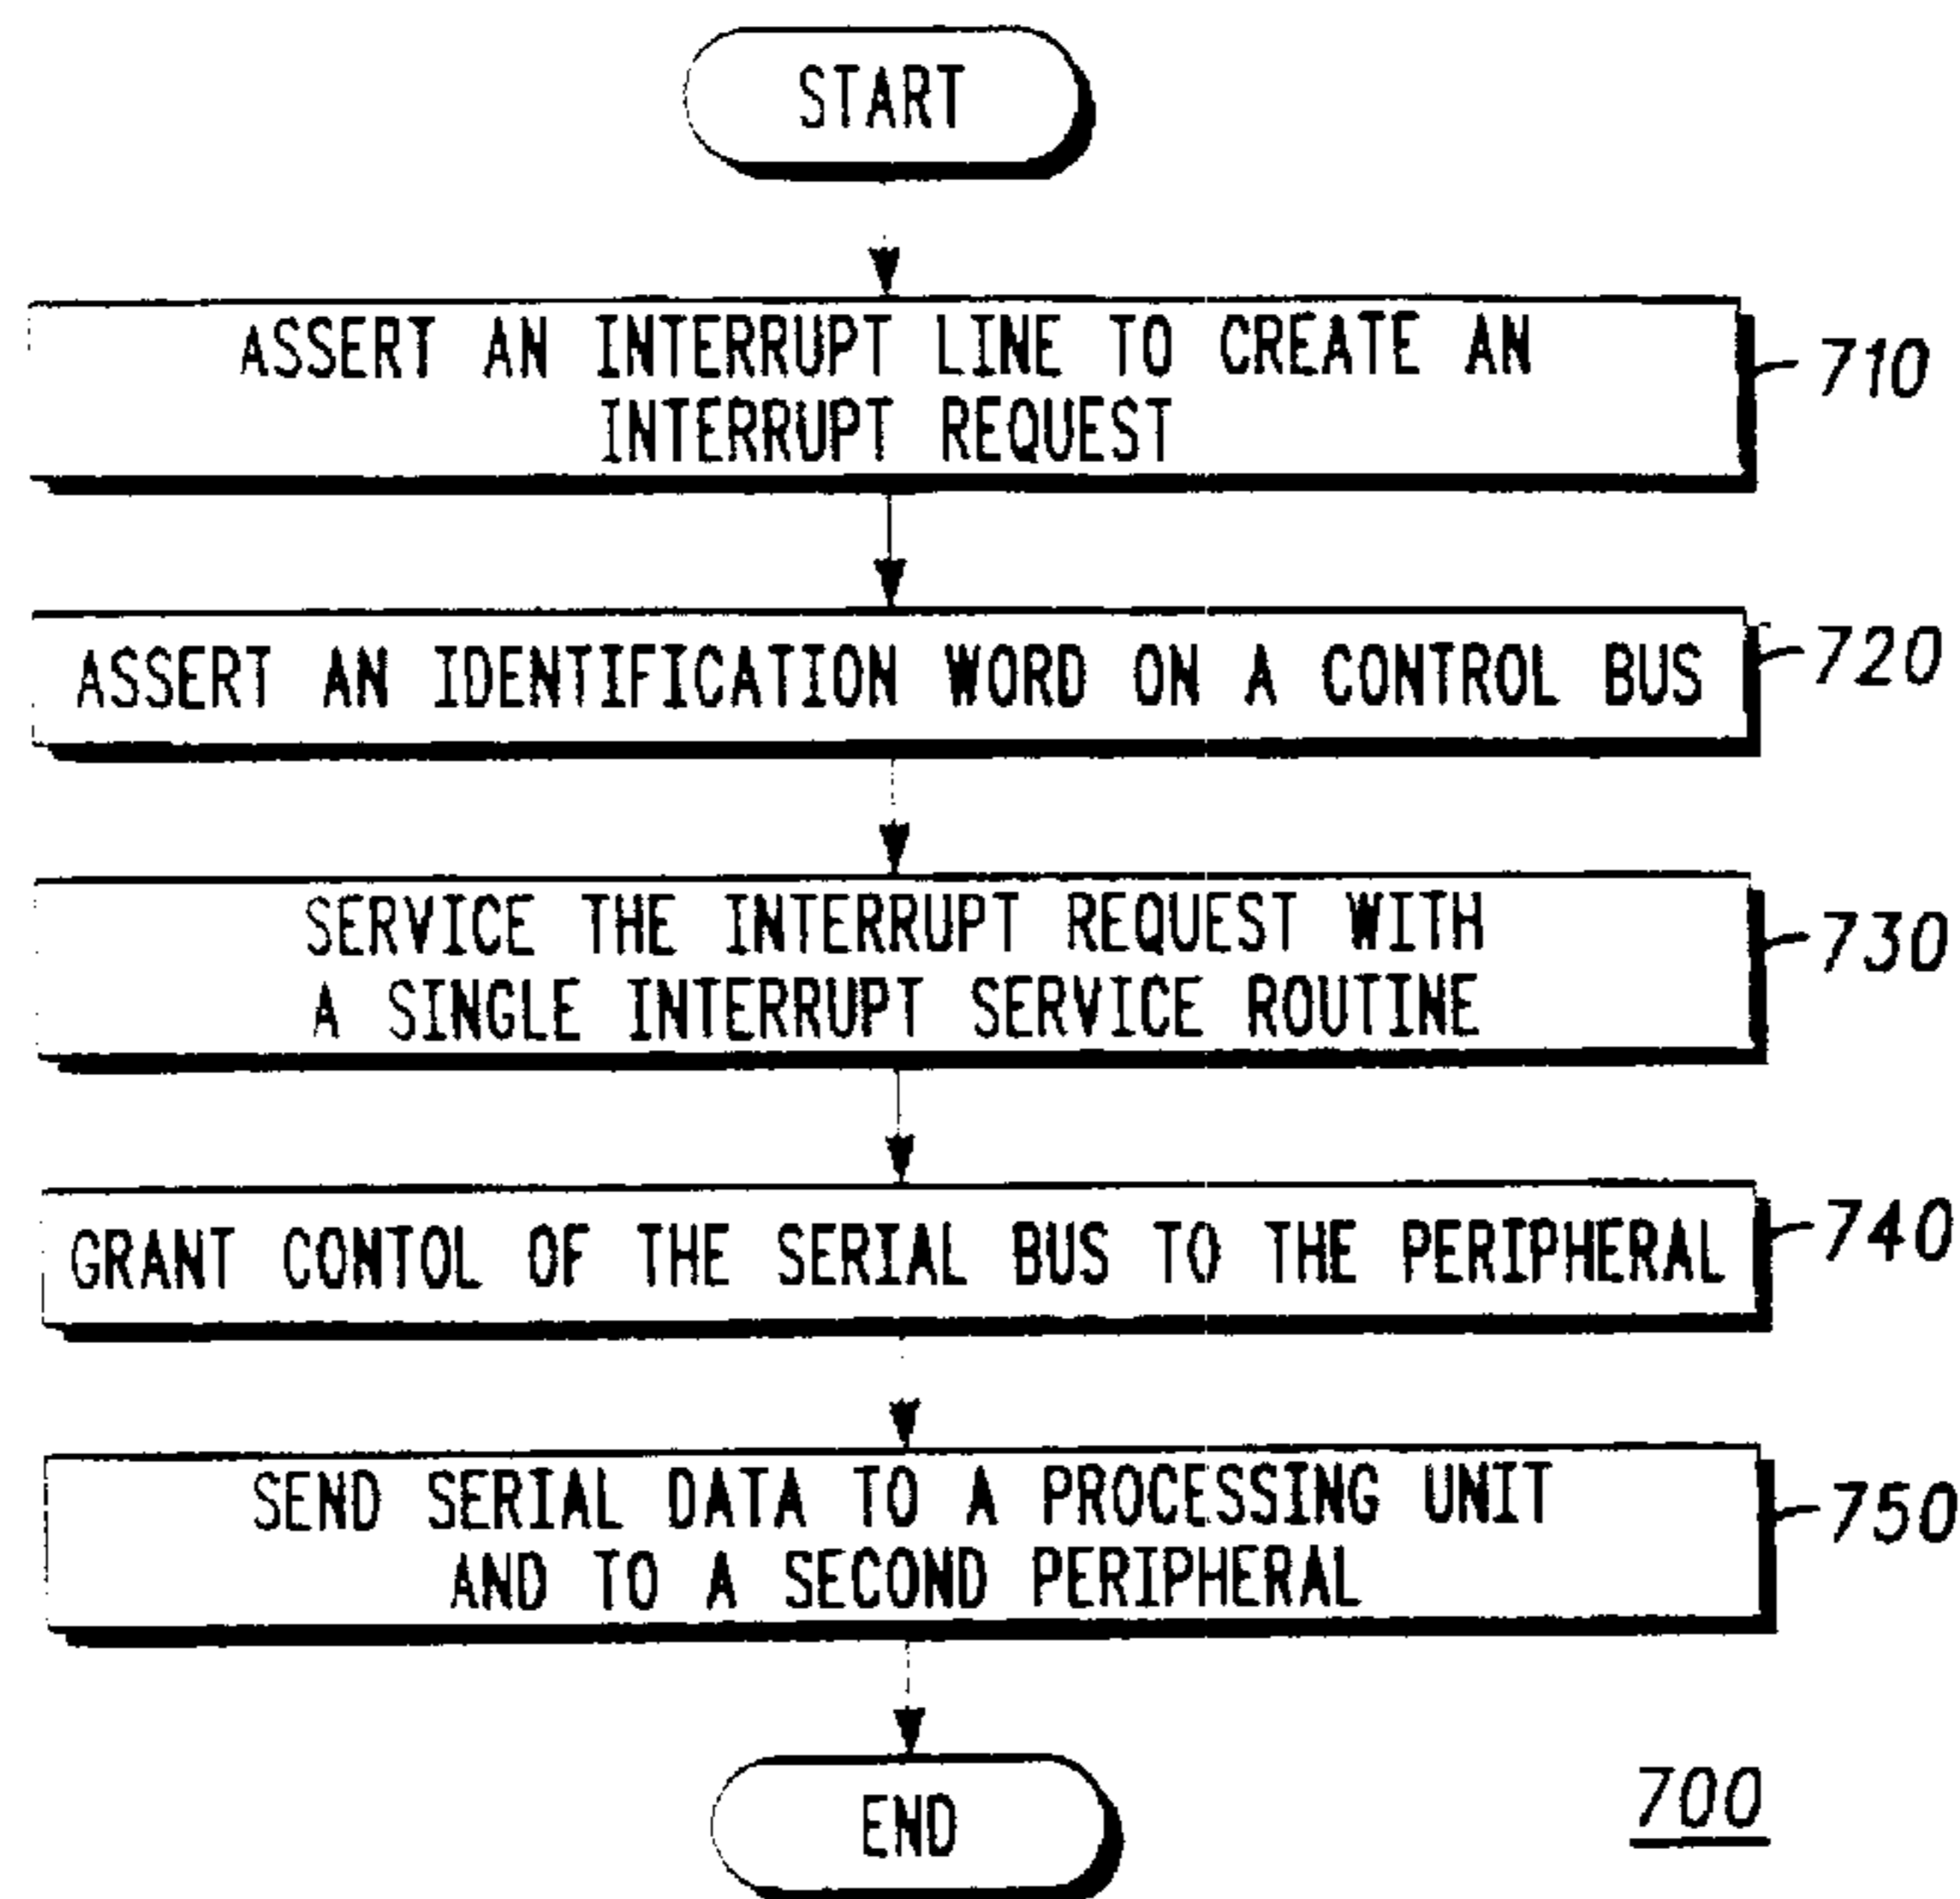 START
ASSERT AN INTERRUPT LINE TO CREATE AN
INTERRUPT REQUEST
710
ASSERT AN IDENTIFICATION WORD ON A CONTROL BUS
720
SERVICE THE INTERRUPT REQUEST WITH
A SINGLE INTERRUPT SERVICE ROUTINE
730
GRANT CONTOL OF THE SERIAL BUS TO THE PERIPHERAL
740
SEND SERIAL DATA TO A PROCESSING UNIT
AND TO A SECOND PERIPHERAL
750
END
700